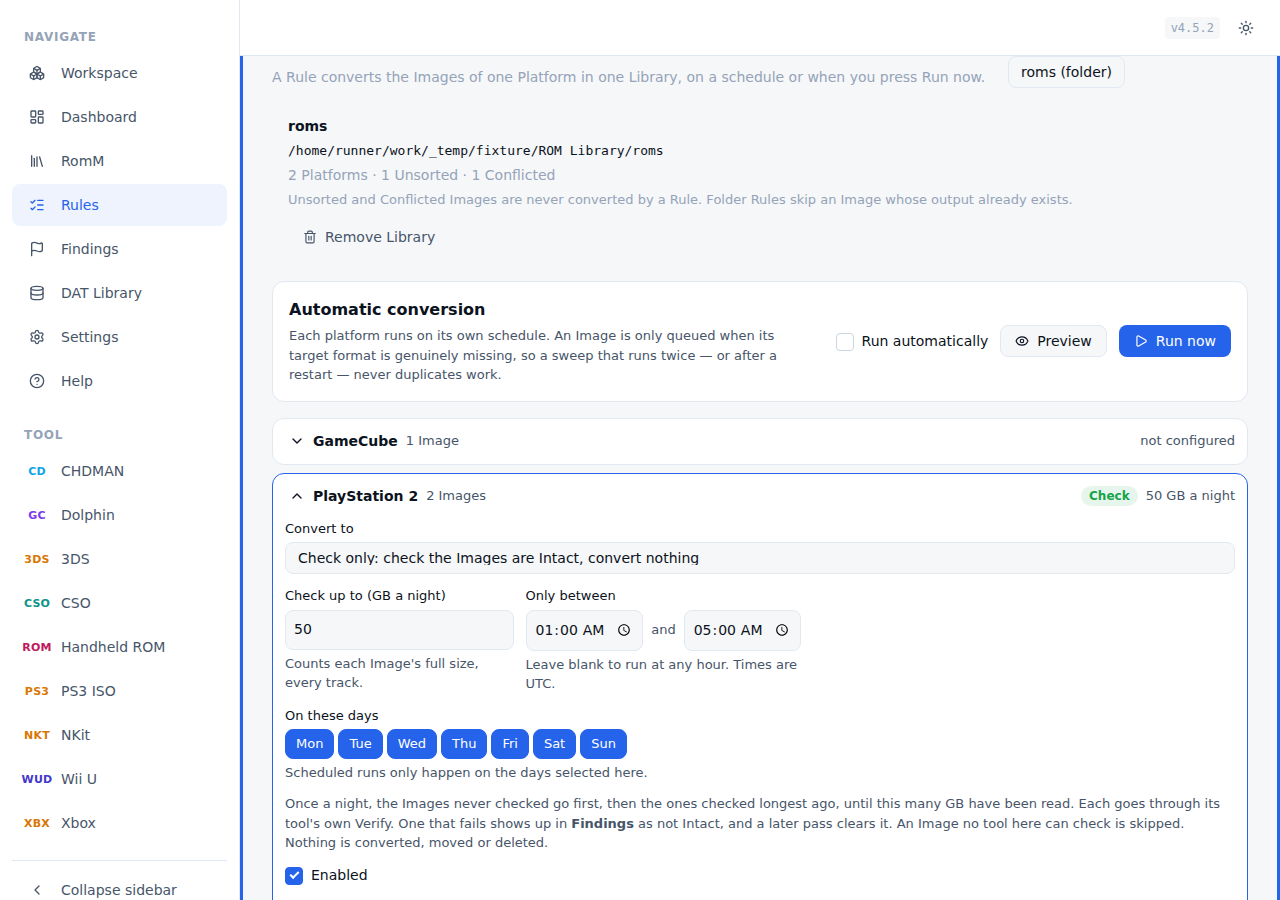 NAVIGATE
Workspace
Dashboard
RomM
Rules
Findings
DAT Library
Settings
Help
TOOL
CD CHDMAN
GC Dolphin
3DS 3DS
CSO CSO
ROM Handheld ROM
PS3 PS3 ISO
NKT NKit
WUD Wii U
XBX Xbox
Collapse sidebar
v4.5.2
A Rule converts the Images of one Platform in one Library, on a schedule or when you press Run now.
roms (folder)
roms
/home/runner/work/_temp/fixture/ROM Library/roms
2 Platforms · 1 Unsorted · 1 Conflicted
Unsorted and Conflicted Images are never converted by a Rule. Folder Rules skip an Image whose output already exists.
Remove Library
Automatic conversion
Each platform runs on its own schedule. An Image is only queued when its
target format is genuinely missing, so a sweep that runs twice — or after a
restart — never duplicates work.
Run automatically
Preview
Run now
GameCube 1 Image
not configured
PlayStation 2 2 Images
Check 50 GB a night
Convert to
Check only: check the Images are Intact, convert nothing
Check up to (GB a night)
50
Counts each Image's full size,
every track.
Only between
01:00 AM and 05:00 AM
Leave blank to run at any hour. Times are
UTC.
On these days
Mon Tue Wed Thu Fri Sat Sun
Scheduled runs only happen on the days selected here.
Once a night, the Images never checked go first, then the ones checked longest ago, until this many GB have been read. Each goes through its
tool's own Verify. One that fails shows up in Findings as not Intact, and a later pass clears it. An Image no tool here can check is skipped.
Nothing is converted, moved or deleted.
Enabled